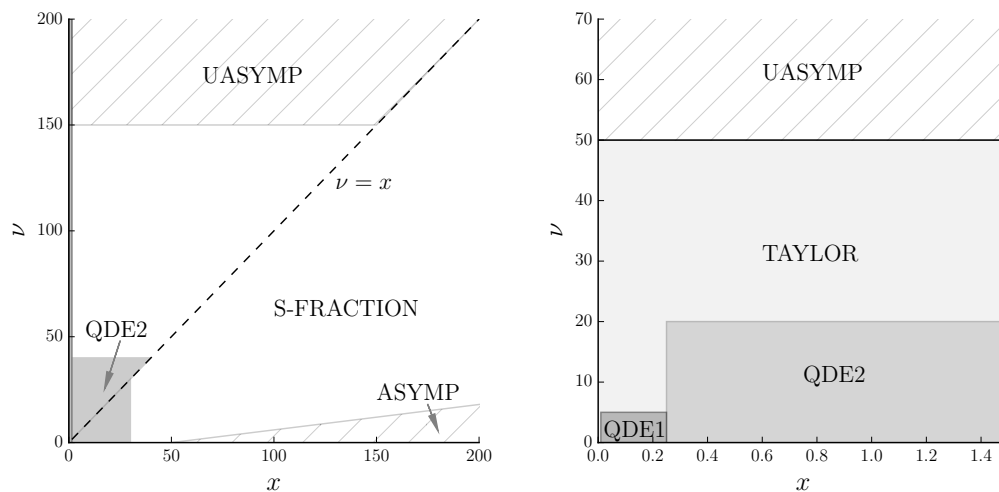 200
150
100
50
0
ν
UASYMP
ν = x
S-FRACTION
QDE2
ASYMP
0
50
100
150
200
x
70
60
50
40
30
20
10
0
ν
UASYMP
TAYLOR
QDE2
QDE1
0.0
0.2
0.4
0.6
0.8
1.0
1.2
1.4
x